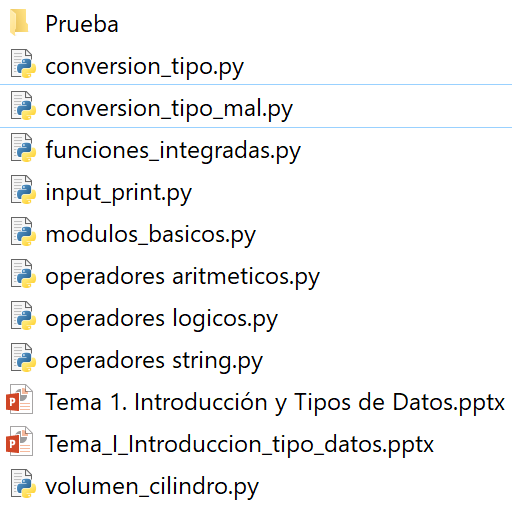 Prueba
conversion_tipo.py
conversion_tipo_mal.py
funciones_integradas.py
input_print.py
modulos_basicos.py
operadores aritmeticos.py
operadores logicos.py
operadores string.py
Tema 1. Introducción y Tipos de Datos.pptx
Tema_I_Introduccion_tipo_datos.pptx
volumen_cilindro.py